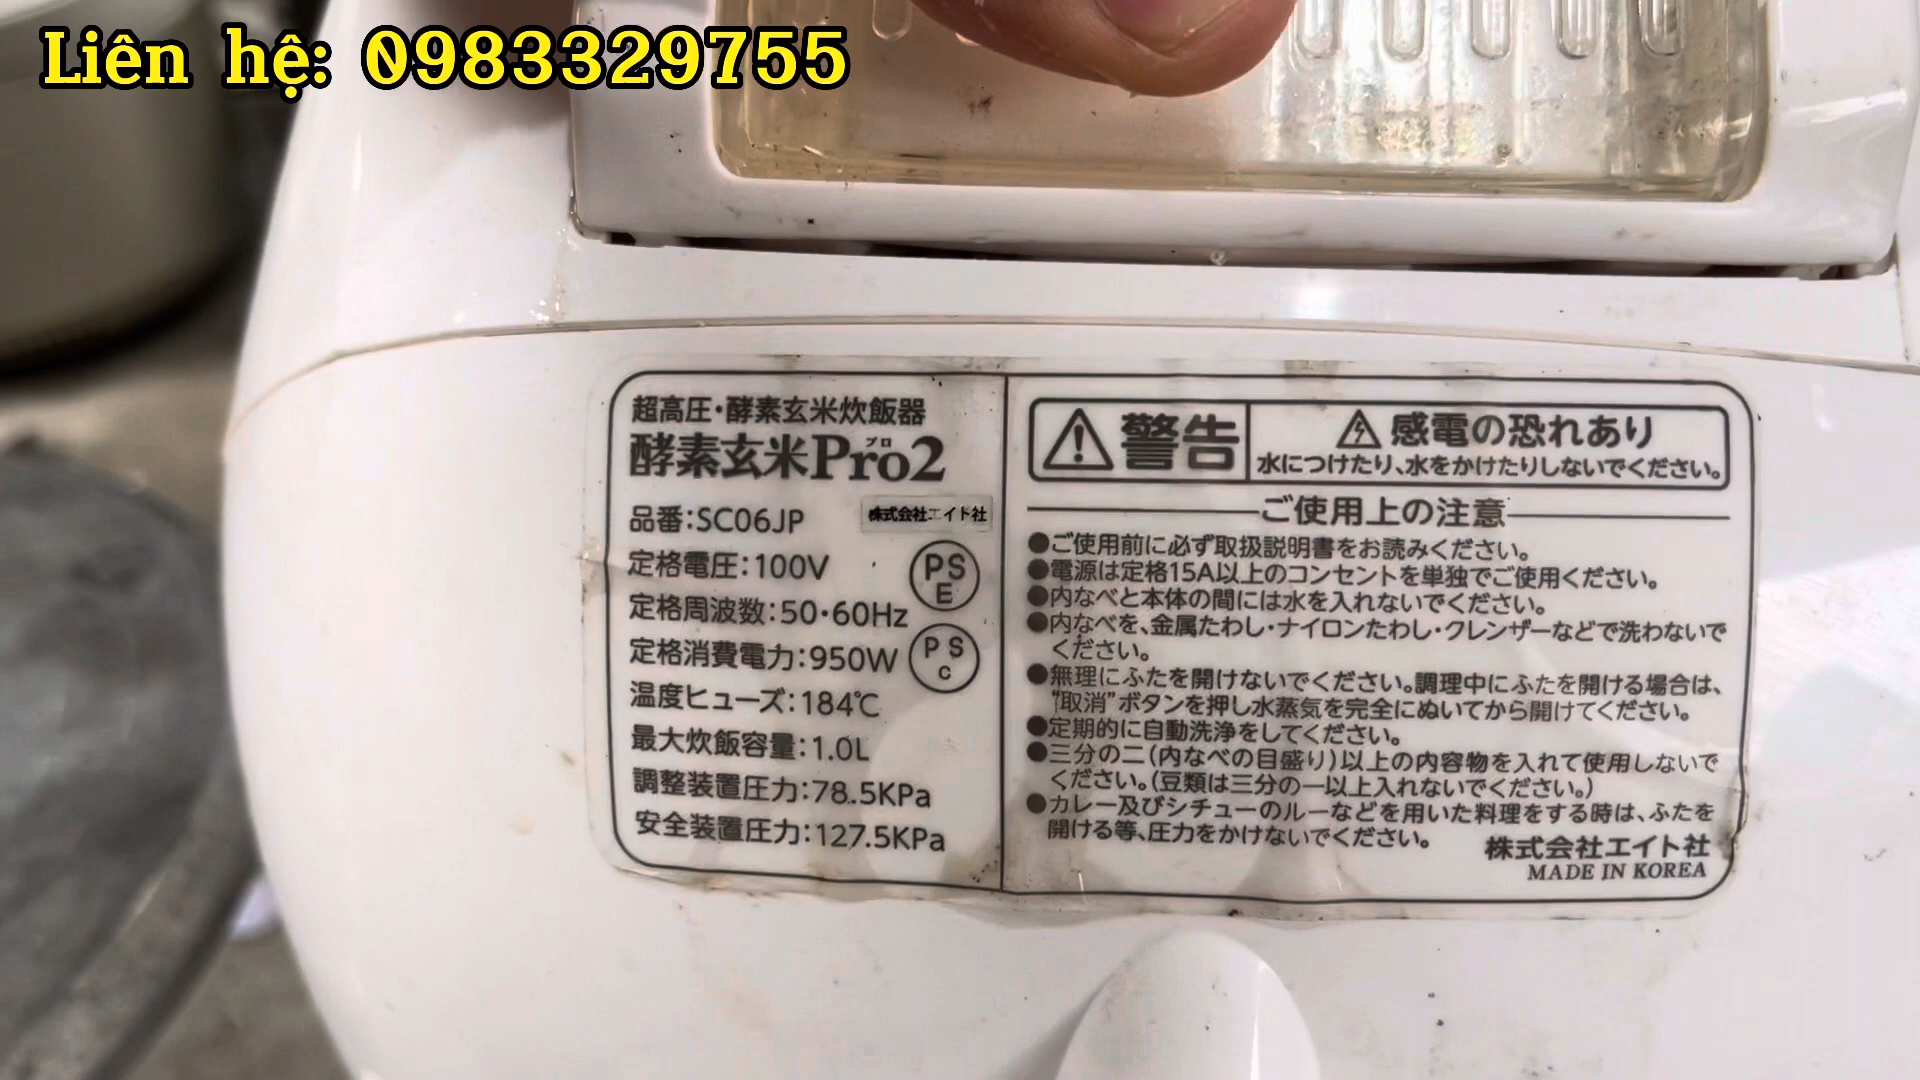 Liên hệ: 0983329755
超高圧・酵素玄米炊飯器
プロ
酵素玄米Pro2
品番:SC06JP
株式会社エイト社
定格電圧:100V
PS
E
定格周波数:50・60Hz
定格消費電力:950W
PS
C
温度ヒューズ:184℃
最大炊飯容量:1.0L
調整装置圧力:78.5KPa
安全装置圧力:127.5KPa
警告
感電の恐れあり
水につけたり、水をかけたりしないでください。
ご使用上の注意
●ご使用前に必ず取扱説明書をお読みください。
●電源は定格15A以上のコンセントを単独でご使用ください。
●内なべと本体の間には水を入れないでください。
●内なべを、金属たわし・ナイロンたわし・クレンザーなどで洗わないで
ください。
●無理にふたを開けないでください。調理中にふたを開ける場合は、
"取消"ボタンを押し水蒸気を完全にぬいてから開けてください。
●定期的に自動洗浄をしてください。
●三分の二(内なべの目盛り)以上の内容物を入れて使用しないで
ください。(豆類は三分の一以上入れないでください。)
●カレー及びシチューのルーなどを用いた料理をする時は、ふたを
開ける等、圧力をかけないでください。
株式会社エイト社
MADE IN KOREA